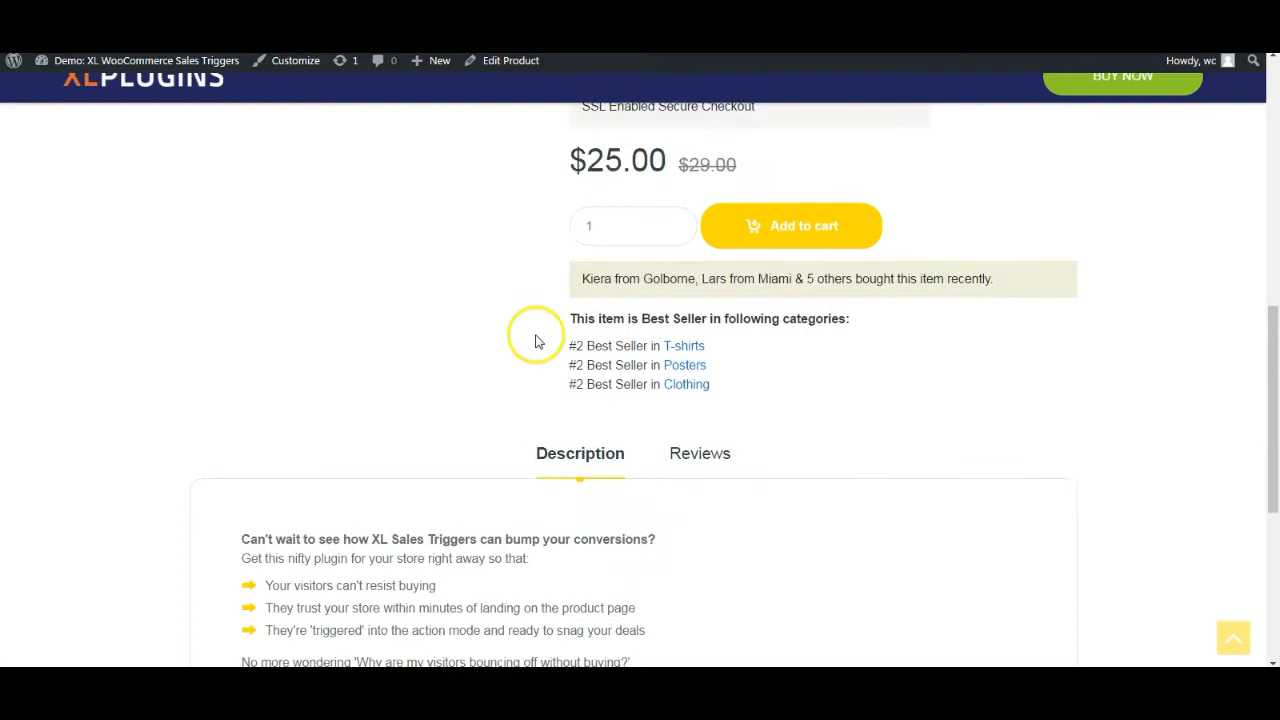 Demo: XL WooCommerce Sales Triggers Customize 1 0 New Edit Product Howdy, wc
XLPLUGINS BUY NOW
SSL Enabled Secure Checkout
$25.00 $29.00
1 Add to cart
Kiera from Golborne, Lars from Miami & 5 others bought this item recently.
This item is Best Seller in following categories:
#2 Best Seller in T-shirts
#2 Best Seller in Posters
#2 Best Seller in Clothing
Description Reviews
Can't wait to see how XL Sales Triggers can bump your conversions?
Get this nifty plugin for your store right away so that:
Your visitors can't resist buying
They trust your store within minutes of landing on the product page
They're 'triggered' into the action mode and ready to snag your deals
No more wondering 'Why are my visitors bouncing off without buying?'